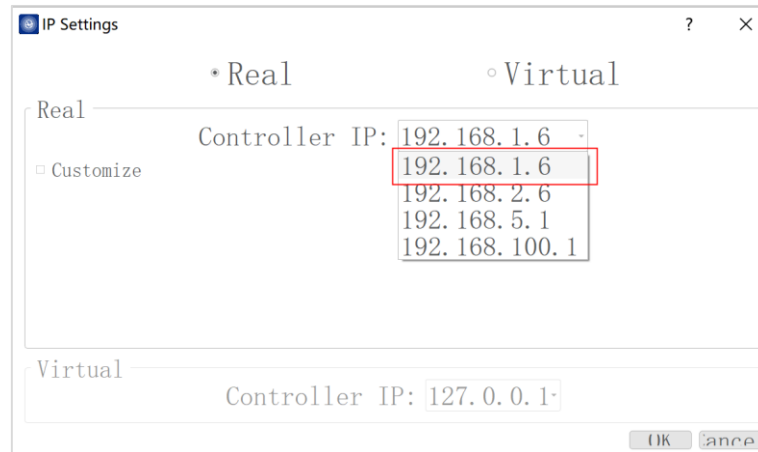 IP Settings
? ×
Real Virtual
Real
Controller IP: 192.168.1.6
Customize
192.168.1.6
192.168.2.6
192.168.5.1
192.168.100.1
Virtual
Controller IP: 127.0.0.1
OK